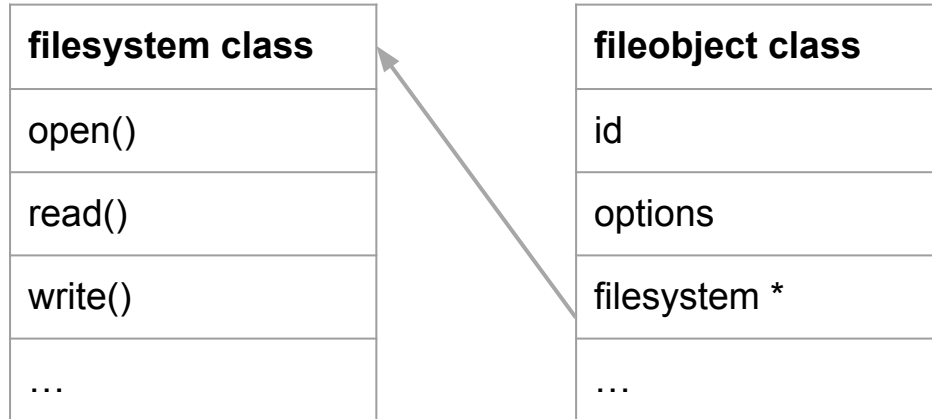 filesystem class
open()
read()
write()
…
fileobject class
id
options
filesystem *
…